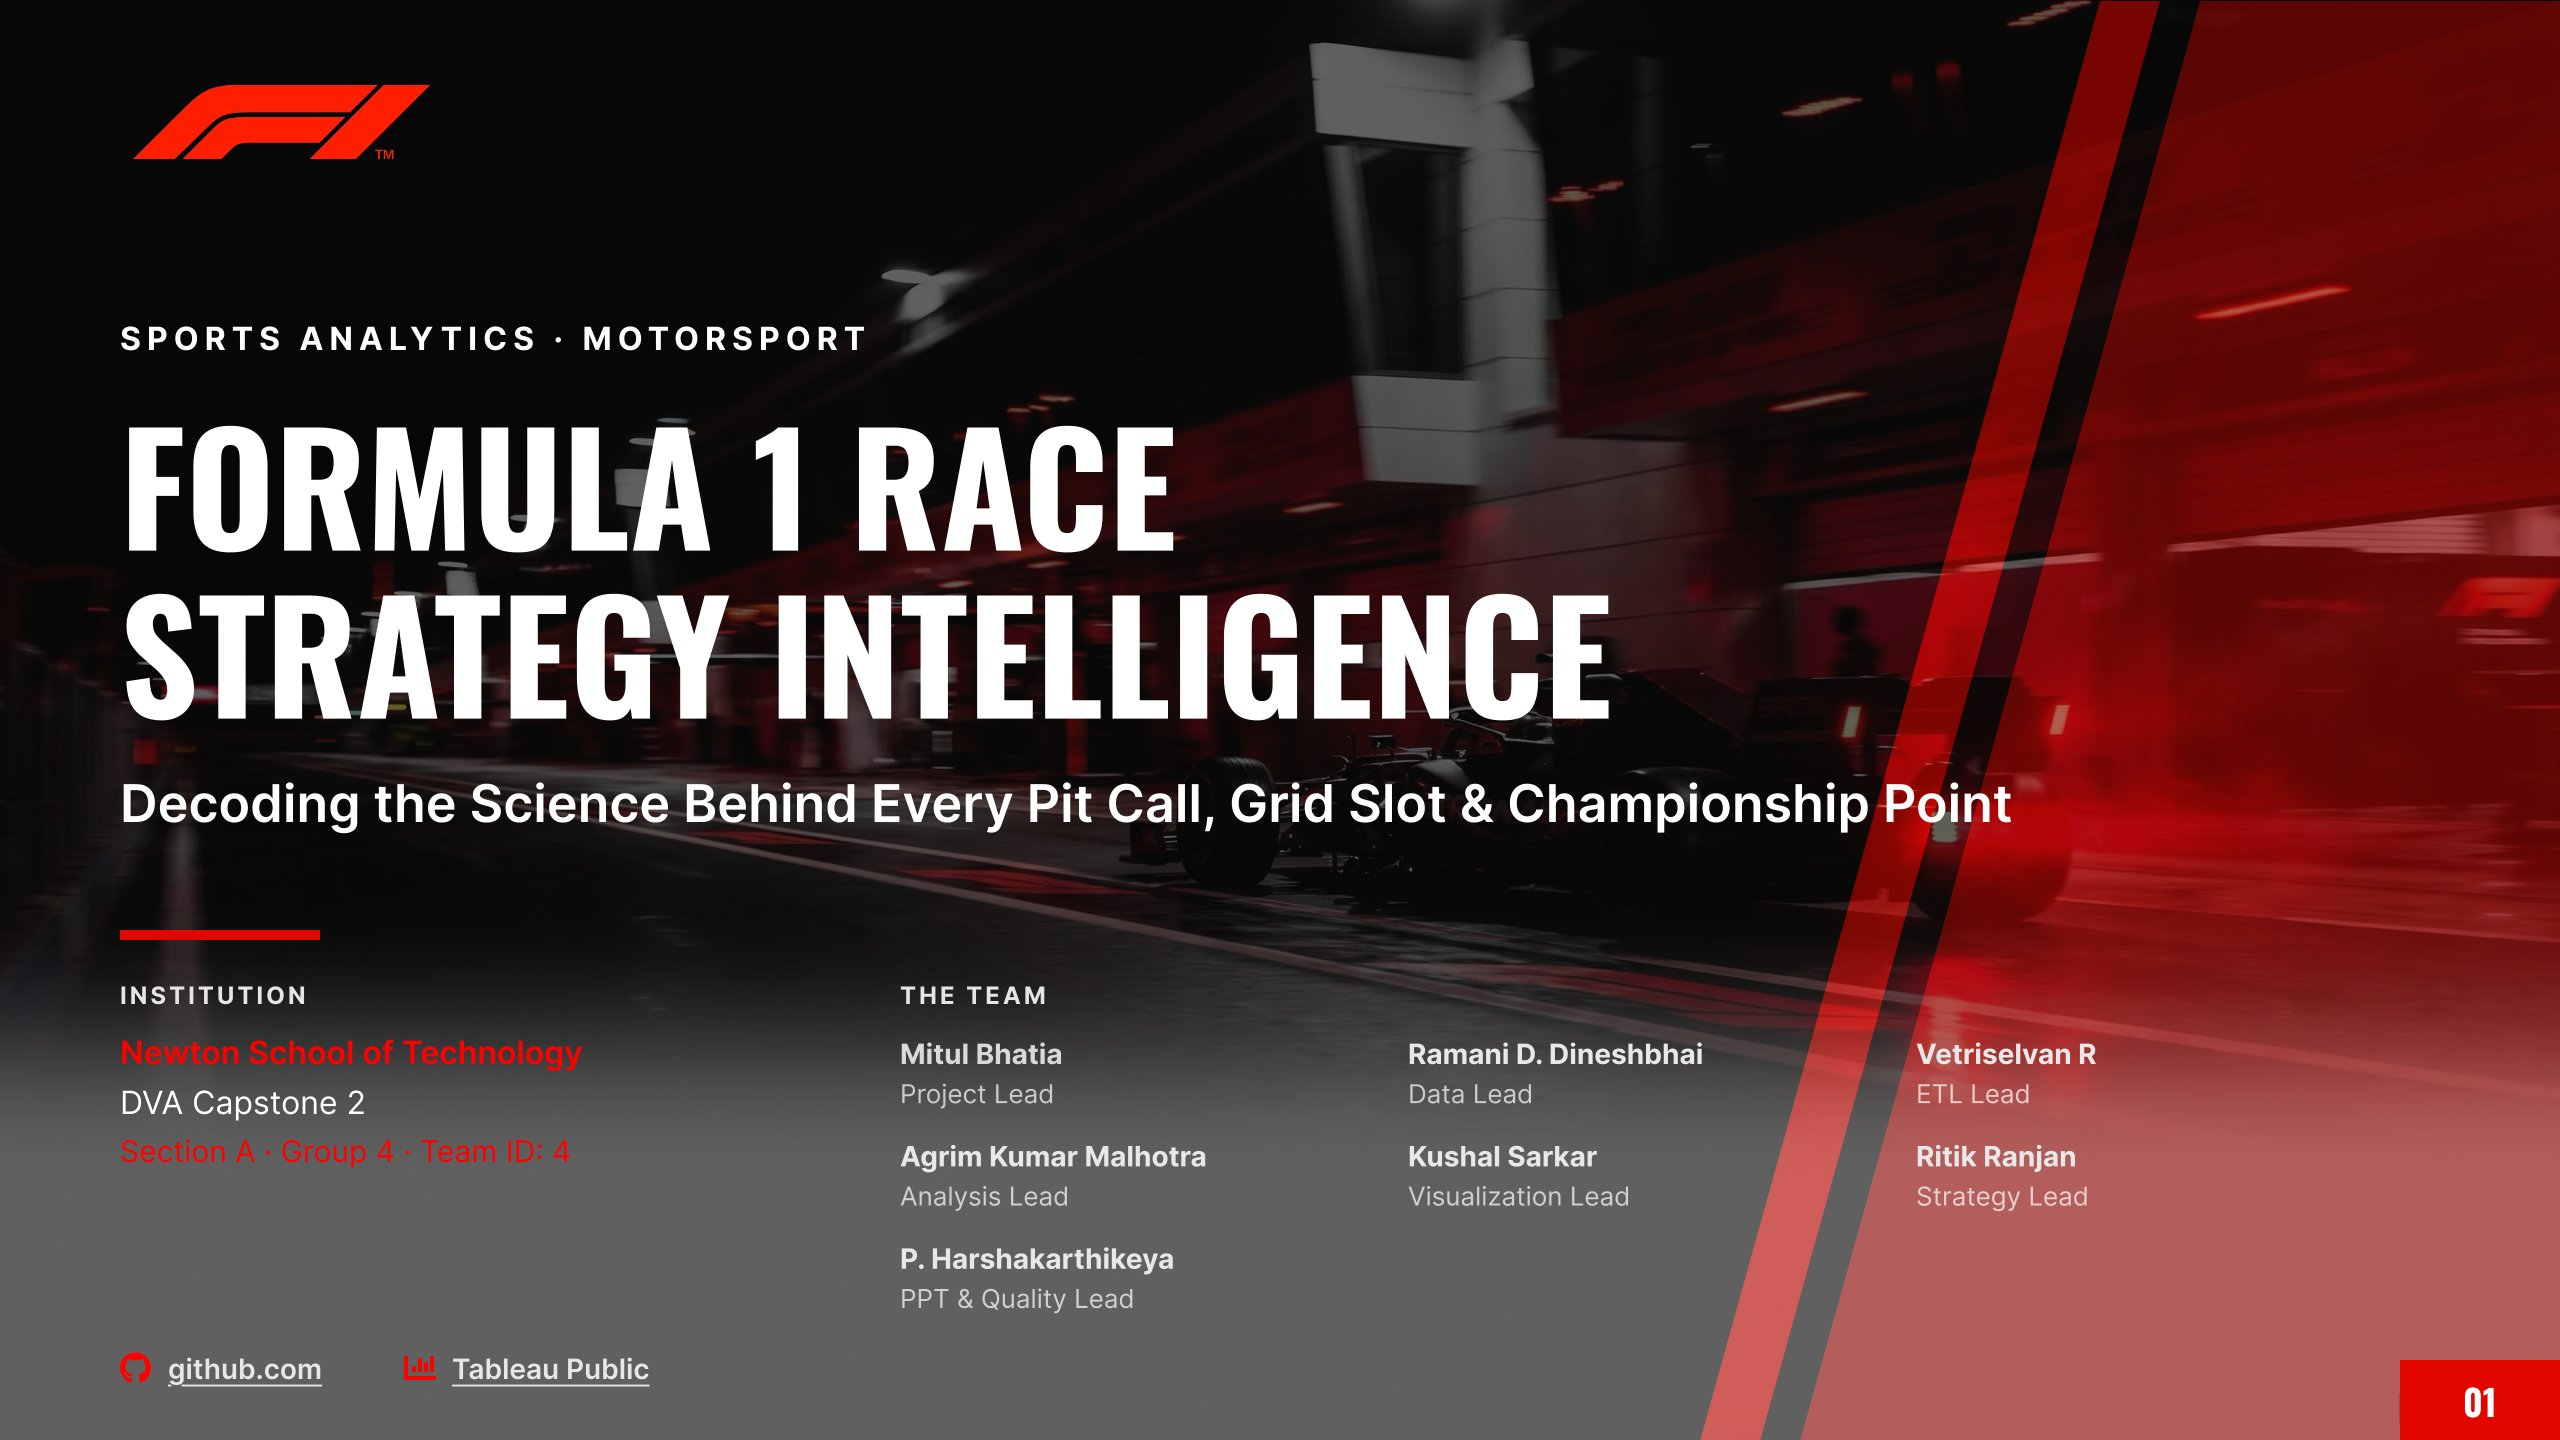 F1
TM
SPORTS ANALYTICS · MOTORSPORT
FORMULA 1 RACE
STRATEGY INTELLIGENCE
Decoding the Science Behind Every Pit Call, Grid Slot & Championship Point
INSTITUTION
Newton School of Technology
DVA Capstone 2
Section A · Group 4 · Team ID: 4
THE TEAM
Mitul Bhatia
Project Lead
Ramani D. Dineshbhai
Data Lead
Vetriselvan R
ETL Lead
Agrim Kumar Malhotra
Analysis Lead
Kushal Sarkar
Visualization Lead
Ritik Ranjan
Strategy Lead
P. Harshakarthikeya
PPT & Quality Lead
github.com
Tableau Public
01